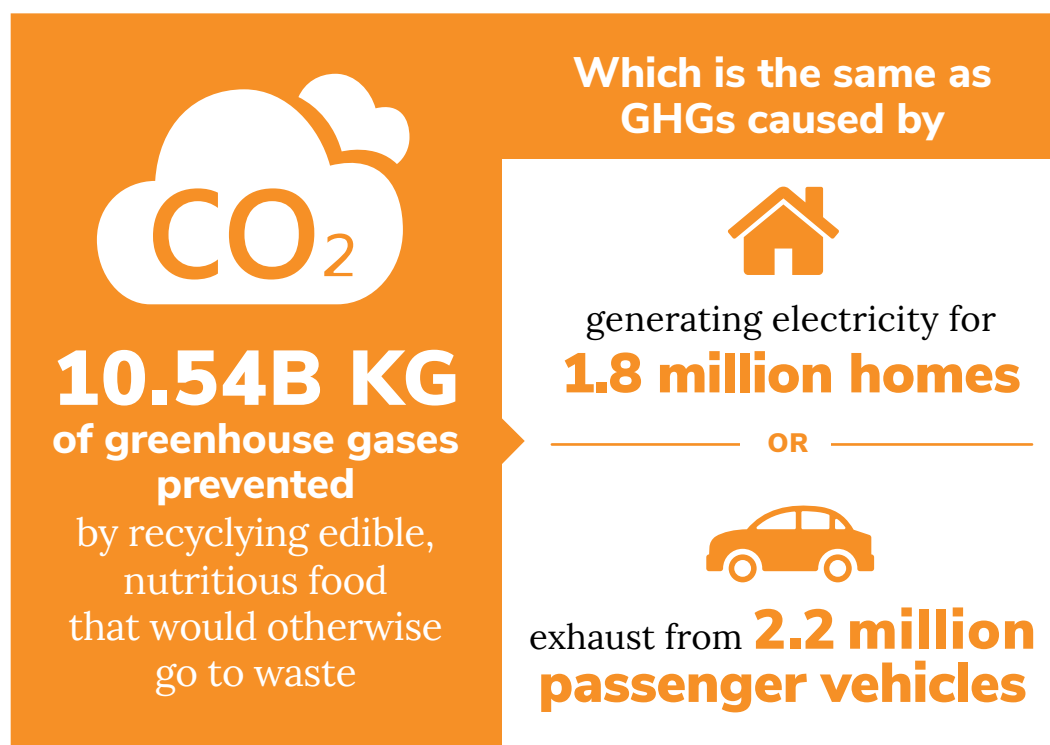 CO2
10.54B KG
of greenhouse gases
prevented
by recyclying edible,
nutritious food
that would otherwise
go to waste
Which is the same as
GHGs caused by
generating electricity for
1.8 million homes
OR
exhaust from 2.2 million
passenger vehicles